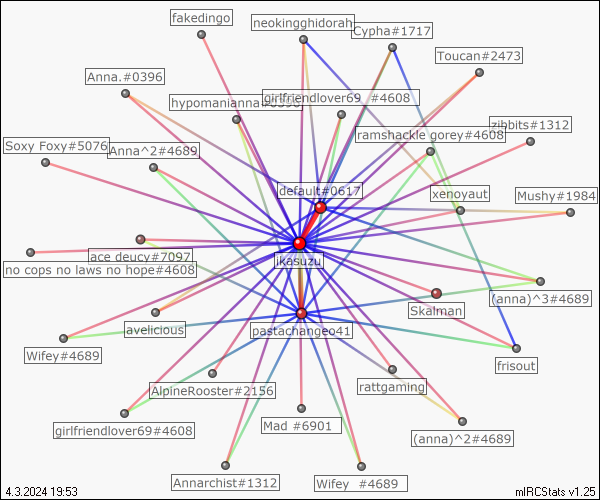 fakedingo
neokingghidorah
Cypha#1717
Toucan#2473
Anna.#0396
girlfriendlover69 #4608
hypomanianna#0396
zibbits#1312
ramshackle gorey#4608
Soxy Foxy#5076
Anna^2#4689
default#0617
xenoyaut
Mushy#1984
ace deucy#7097
jkasuzu
no cops no laws no hope#4608
(anna)^3#4689
Skalman
avelicious
pastachangeo41
Wifey#4689
frisout
AlpineRooster#2156
rattgaming
Mad #6901
girlfriendlover69#4608
(anna)^2#4689
Annarchist#1312
Wifey #4689
4.3.2024 19:53
mIRCStats v1.25